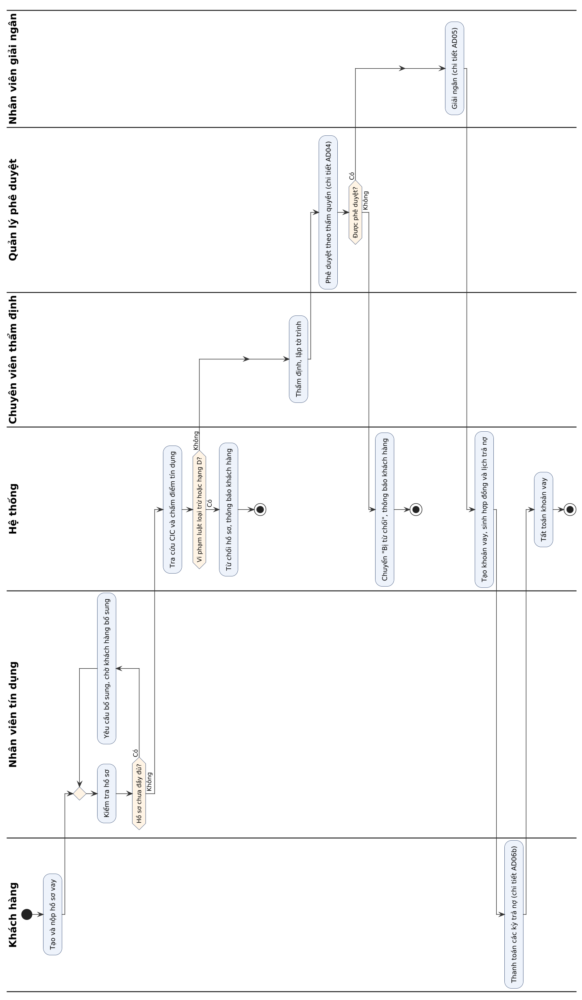 Khách hàng
Nhân viên tín dụng
Hệ thống
Chuyên viên thẩm định
Quản lý phê duyệt
Nhân viên giải ngân
Tạo và nộp hồ sơ vay
Kiểm tra hồ sơ
Yêu cầu bổ sung, chờ khách hàng bổ sung
Hồ sơ chưa đầy đủ?
Có
Không
Tra cứu CIC và chấm điểm tín dụng
Vi phạm luật loại trừ hoặc hạng D?
Không
Có
Từ chối hồ sơ, thông báo khách hàng
Thẩm định, lập tờ trình
Phê duyệt theo thẩm quyền (chi tiết AD04)
Được phê duyệt?
Có
Không
Chuyển "Bị từ chối", thông báo khách hàng
Giải ngân (chi tiết AD05)
Tạo khoản vay, sinh hợp đồng và lịch trả nợ
Thanh toán các kỳ trả nợ (chi tiết AD06b)
Tất toán khoản vay